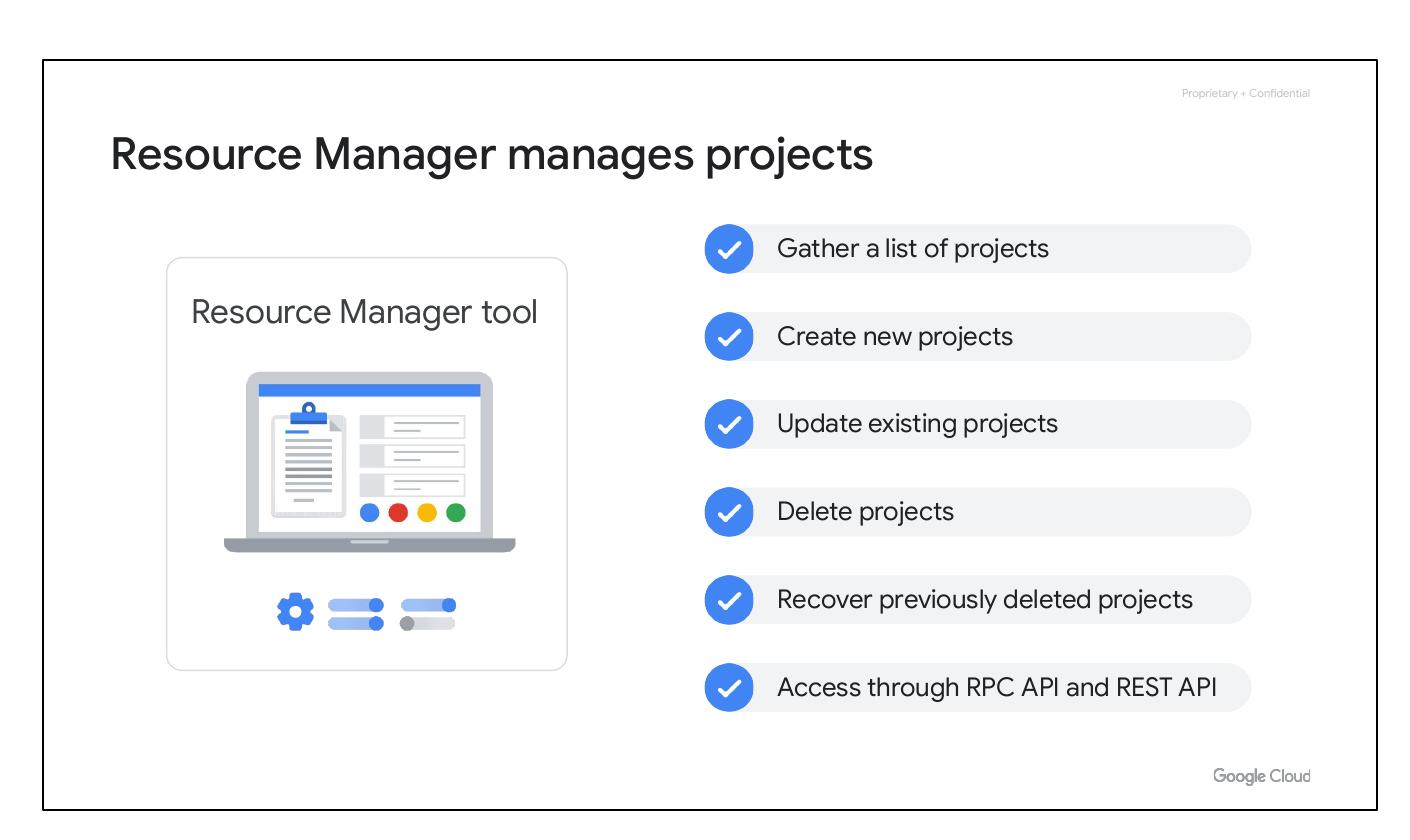 Proprietary + Confidential
Resource Manager manages projects
Resource Manager tool
Gather a list of projects
Create new projects
Update existing projects
Delete projects
Recover previously deleted projects
Access through RPC API and REST API
Google Cloud